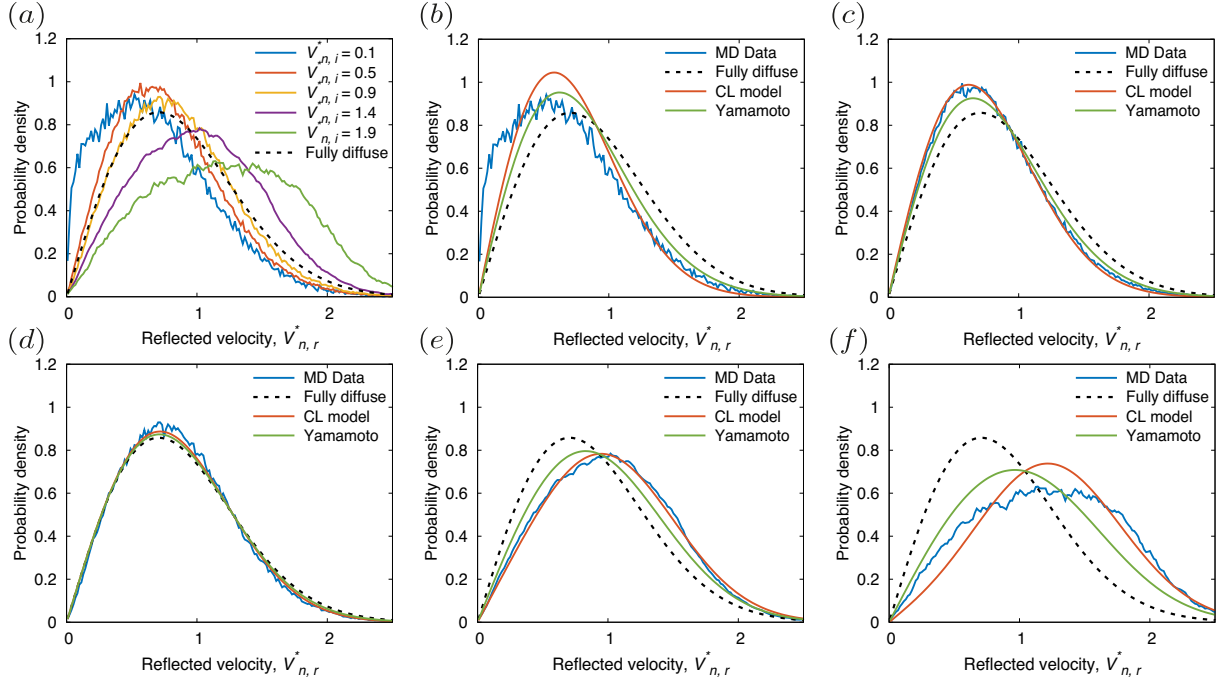 (a)
1.2
1
0.8
0.6
0.4
0.2
0
0
1
2
Probability density
Reflected velocity, V*n, r
V*n, i = 0.1
V*n, i = 0.5
V*n, i = 0.9
V*n, i = 1.4
V*n, i = 1.9
Fully diffuse
(b)
1.2
1
0.8
0.6
0.4
0.2
0
0
1
2
Probability density
Reflected velocity, V*n, r
MD Data
Fully diffuse
CL model
Yamamoto
(c)
1.2
1
0.8
0.6
0.4
0.2
0
0
1
2
Probability density
Reflected velocity, V*n, r
MD Data
Fully diffuse
CL model
Yamamoto
(d)
1.2
1
0.8
0.6
0.4
0.2
0
0
1
2
Probability density
Reflected velocity, V*n, r
MD Data
Fully diffuse
CL model
Yamamoto
(e)
1.2
1
0.8
0.6
0.4
0.2
0
0
1
2
Probability density
Reflected velocity, V*n, r
MD Data
Fully diffuse
CL model
Yamamoto
(f)
1.2
1
0.8
0.6
0.4
0.2
0
0
1
2
Probability density
Reflected velocity, V*n, r
MD Data
Fully diffuse
CL model
Yamamoto